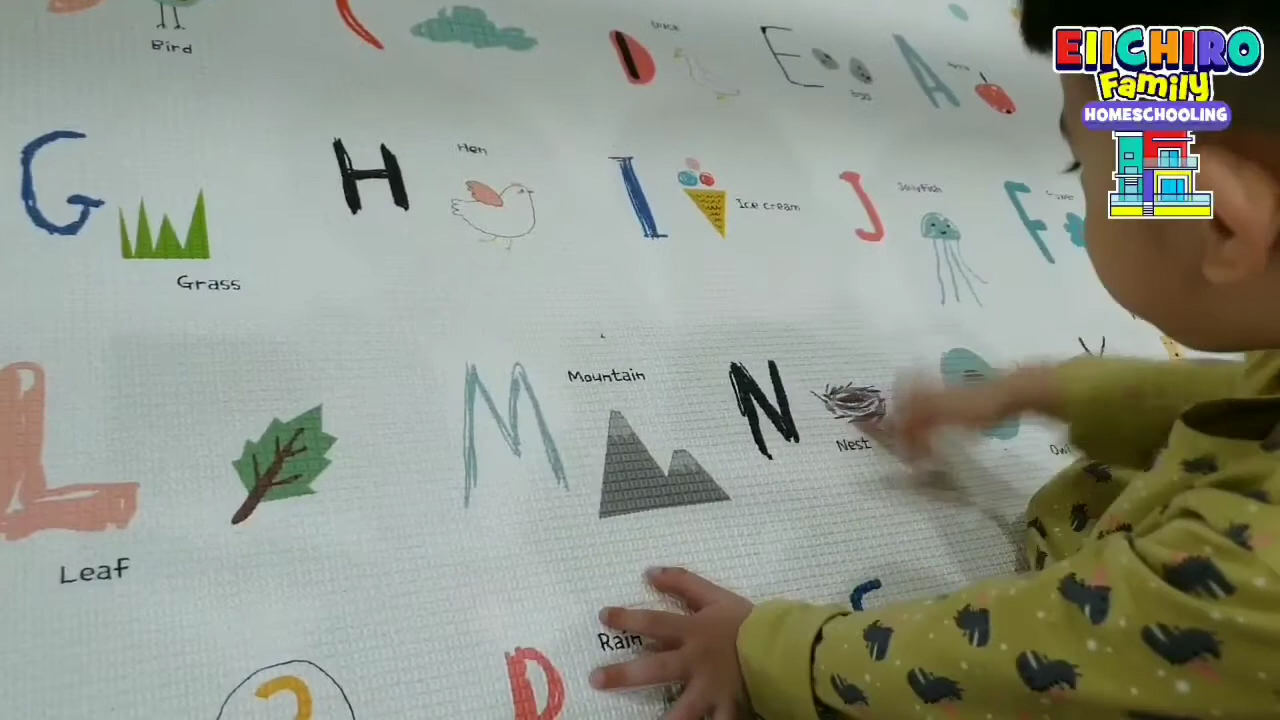 Bird
D
E
A
EIICHIRO
Family
HOMESCHOOLING
G
Grass
H
Hen
I
Ice cream
J
Jellyfish
F
L
Leaf
M
Mountain
N
Nest
Owl
Rain